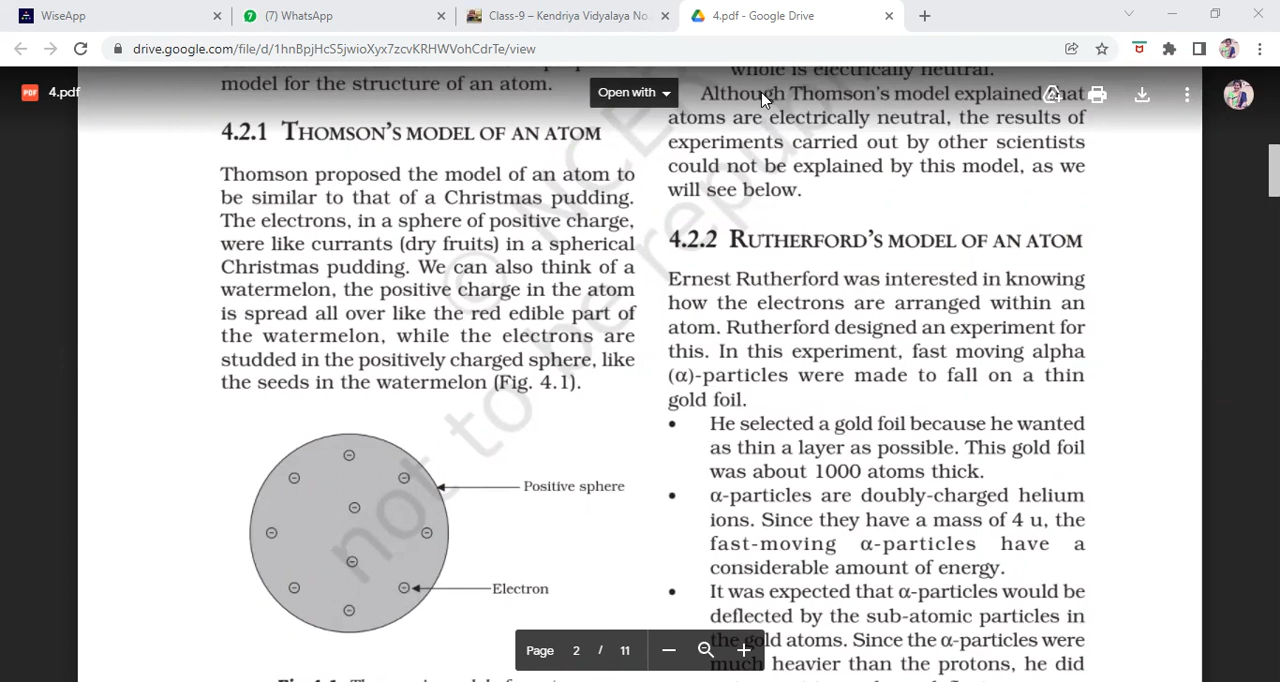 WiseApp
(7) WhatsApp
Class-9 – Kendriya Vidyalaya No.
4.pdf - Google Drive
drive.google.com/file/d/1hnBpjHcS5jwioXyx7zcvKRHWVohCdrTe/view
PDF
4.pdf
Open with
model for the structure of an atom.
4.2.1 THOMSON'S MODEL OF AN ATOM
Thomson proposed the model of an atom to
be similar to that of a Christmas pudding.
The electrons, in a sphere of positive charge,
were like currants (dry fruits) in a spherical
Christmas pudding. We can also think of a
watermelon, the positive charge in the atom
is spread all over like the red edible part of
the watermelon, while the electrons are
studded in the positively charged sphere, like
the seeds in the watermelon (Fig. 4.1).
Positive sphere
Electron
whole is electrically neutral.
Although Thomson's model explained that
atoms are electrically neutral, the results of
experiments carried out by other scientists
could not be explained by this model, as we
will see below.
4.2.2 RUTHERFORD'S MODEL OF AN ATOM
Ernest Rutherford was interested in knowing
how the electrons are arranged within an
atom. Rutherford designed an experiment for
this. In this experiment, fast moving alpha
(α)-particles were made to fall on a thin
gold foil.
• He selected a gold foil because he wanted
as thin a layer as possible. This gold foil
was about 1000 atoms thick.
• α-particles are doubly-charged helium
ions. Since they have a mass of 4 u, the
fast-moving α-particles have a
considerable amount of energy.
• It was expected that α-particles would be
deflected by the sub-atomic particles in
the gold atoms. Since the α-particles were
much heavier than the protons, he did
Page 2 / 11
not to be republ